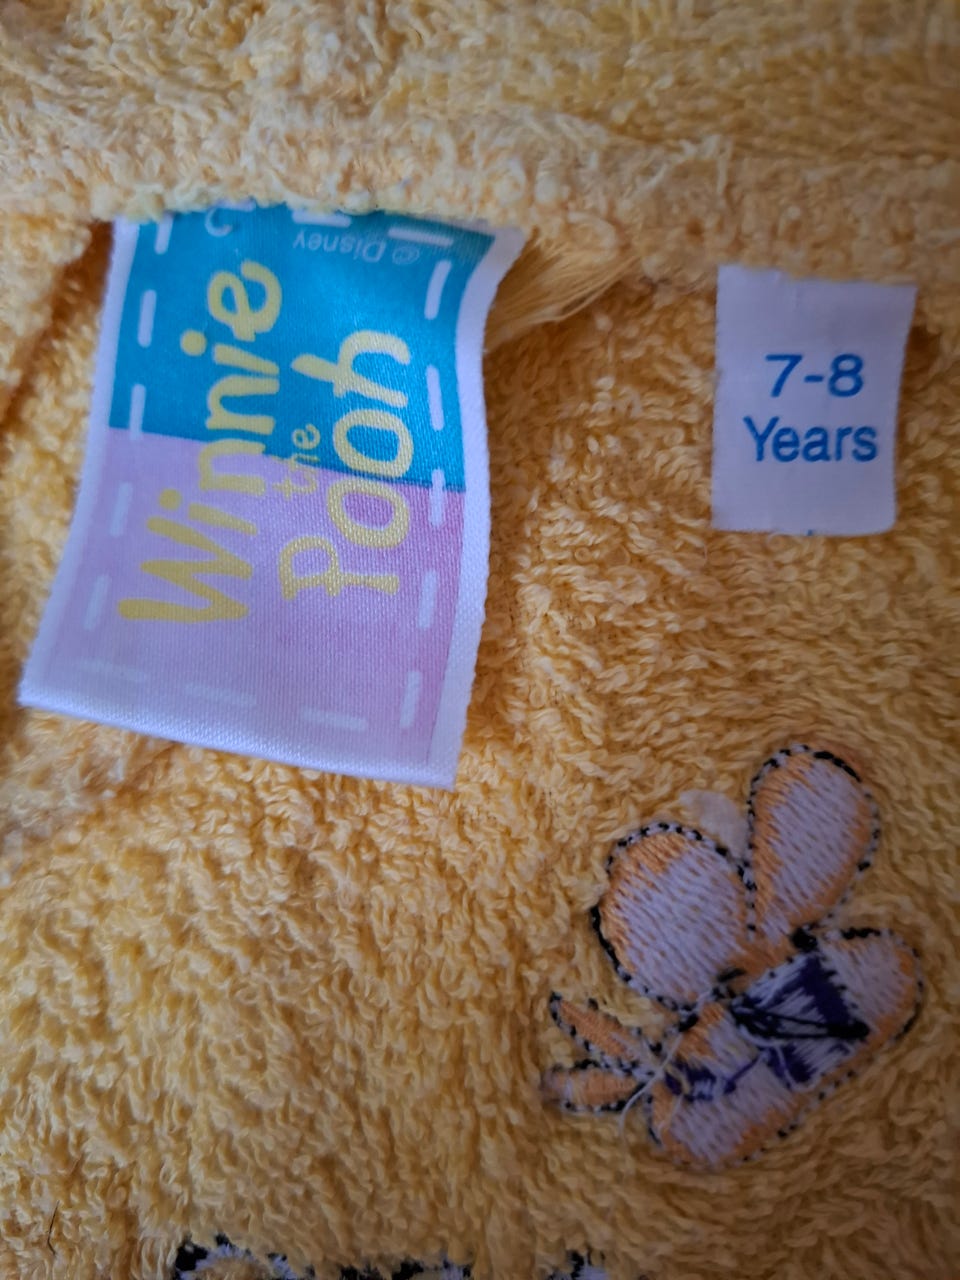 Winnie
the
Pooh
© Disney
7-8
Years